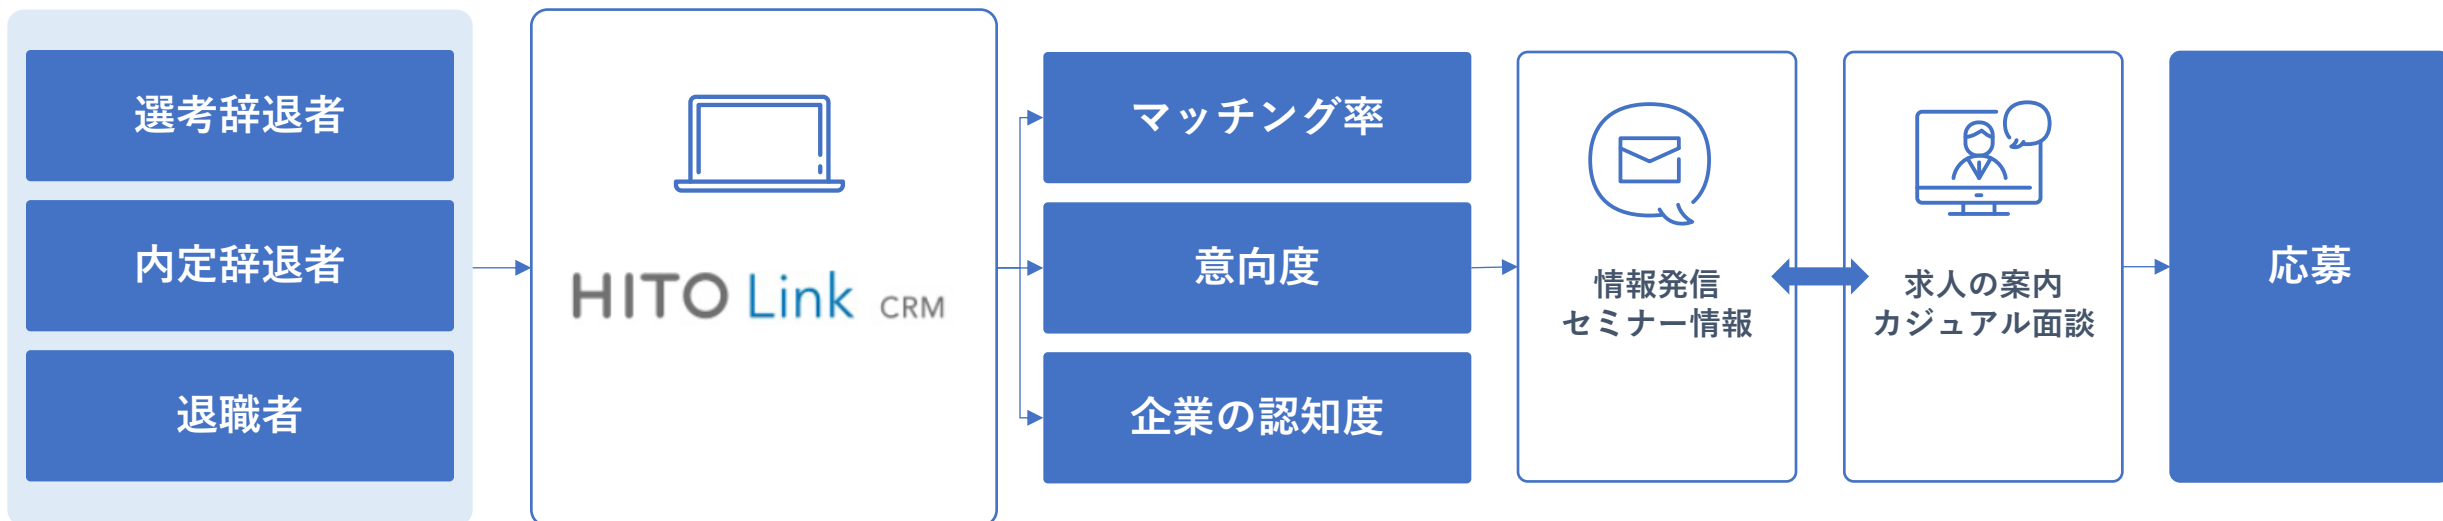 選考辞退者
内定辞退者
退職者
HITO Link CRM
マッチング率
意向度
企業の認知度
情報発信
セミナー情報
求人の案内
カジュアル面談
応募